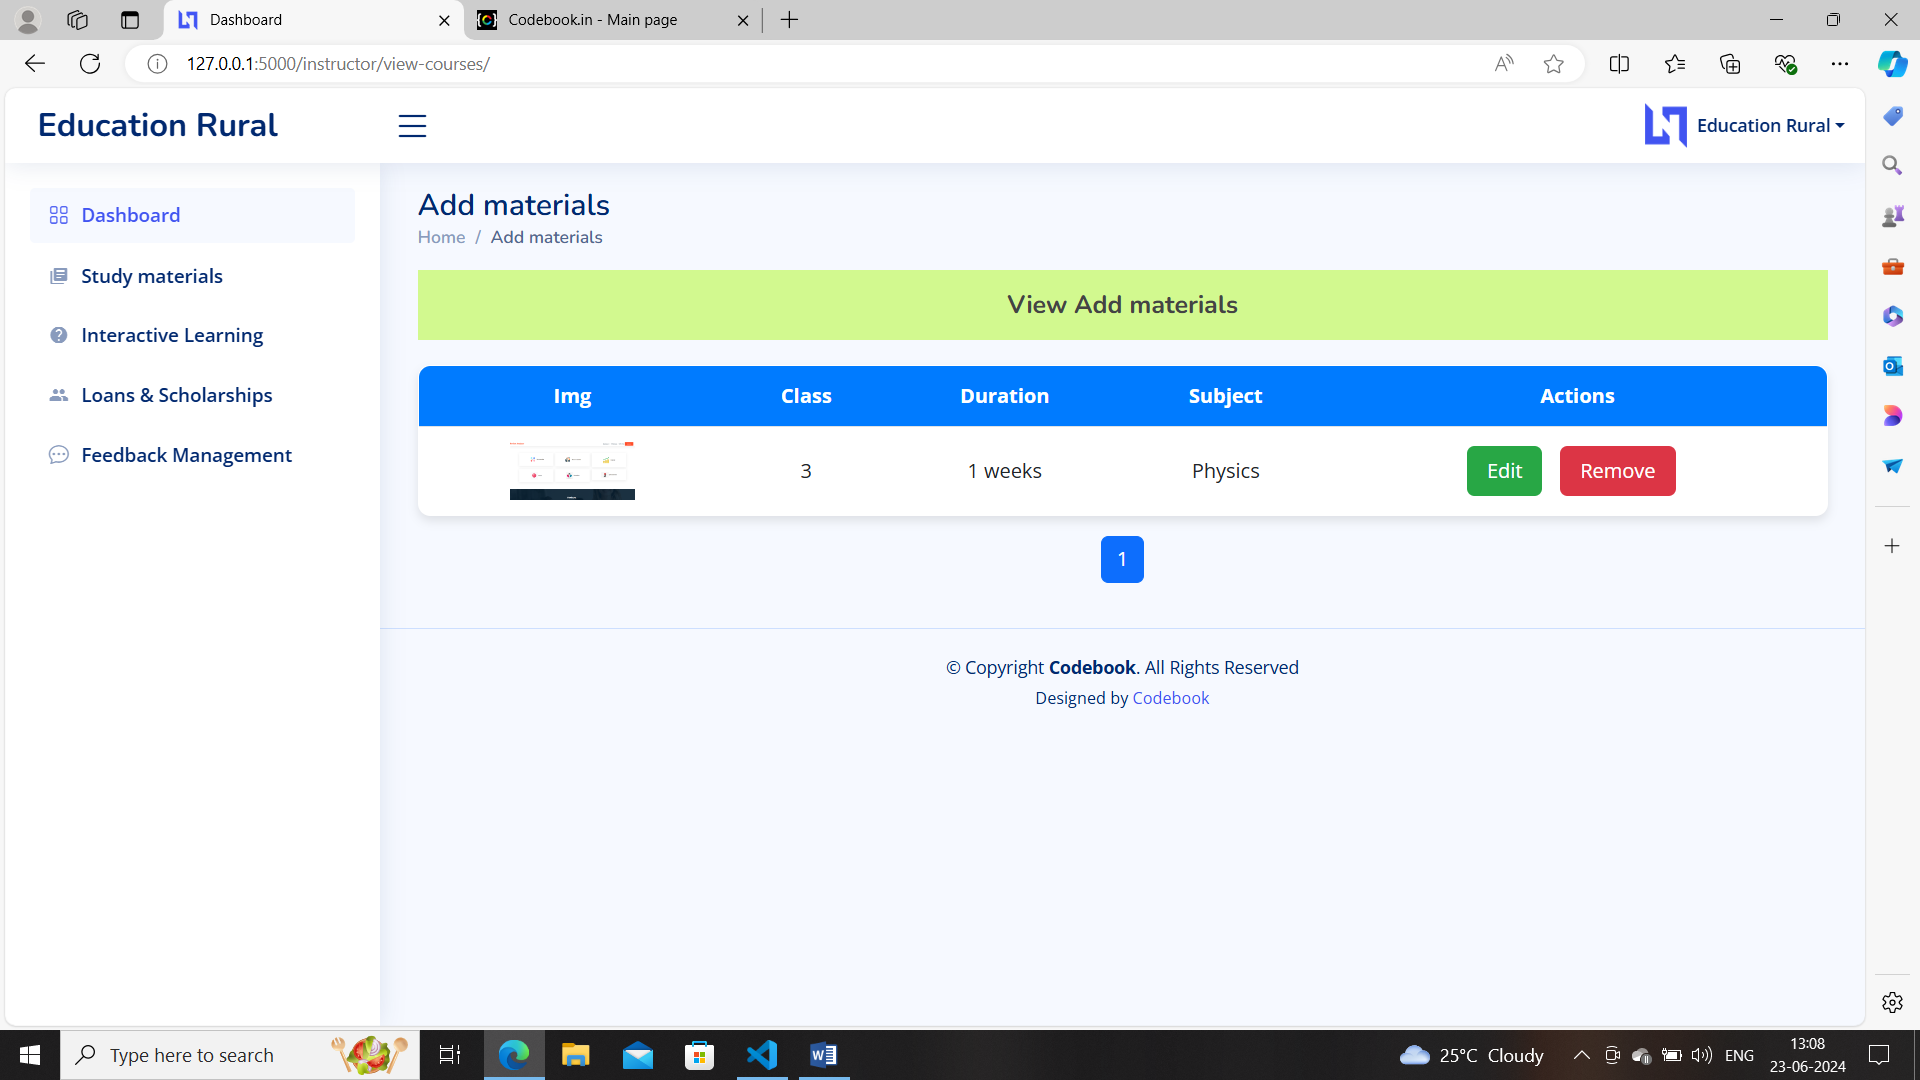 Dashboard
Codebook.in - Main page
127.0.0.1:5000/instructor/view-courses/
Education Rural
Education Rural
Dashboard
Study materials
Interactive Learning
Loans & Scholarships
Feedback Management
Add materials
Home / Add materials
View Add materials
Img Class Duration Subject Actions
3 1 weeks Physics Edit Remove
1
© Copyright Codebook. All Rights Reserved
Designed by Codebook
Type here to search
25°C Cloudy
ENG
13:08
23-06-2024